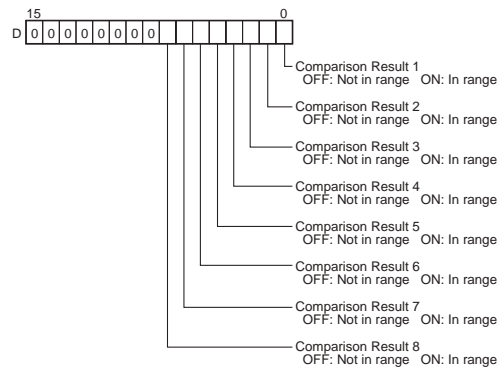 15 0
D 0 0 0 0 0 0 0 0
Comparison Result 1
OFF: Not in range ON: In range
Comparison Result 2
OFF: Not in range ON: In range
Comparison Result 3
OFF: Not in range ON: In range
Comparison Result 4
OFF: Not in range ON: In range
Comparison Result 5
OFF: Not in range ON: In range
Comparison Result 6
OFF: Not in range ON: In range
Comparison Result 7
OFF: Not in range ON: In range
Comparison Result 8
OFF: Not in range ON: In range